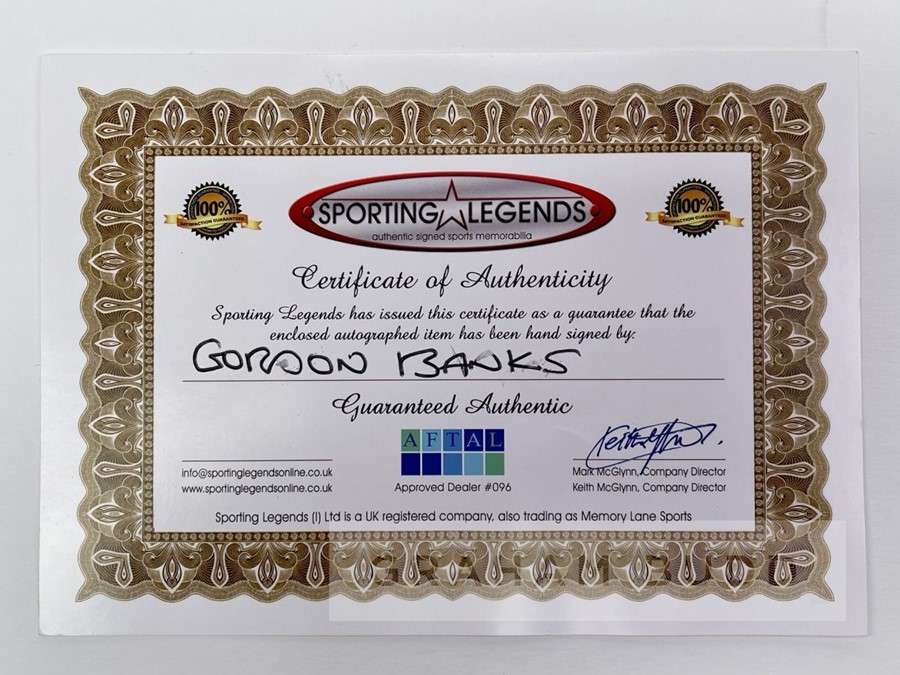 100%
SATISFACTION GUARANTEED
100%
SATISFACTION GUARANTEED
SPORTING LEGENDS
authentic signed sports memorabilia
Certificate of Authenticity
Sporting Legends has issued this certificate as a guarantee that the
enclosed autographed item has been hand signed by:
GORDON BANKS
Guaranteed Authentic
AFTAL
Approved Dealer #096
info@sportinglegendsonline.co.uk
www.sportinglegendsonline.co.uk
Mark McGlynn, Company Director
Keith McGlynn, Company Director
Sporting Legends (I) Ltd is a UK registered company, also trading as Memory Lane Sports
GRAHAM BUDD